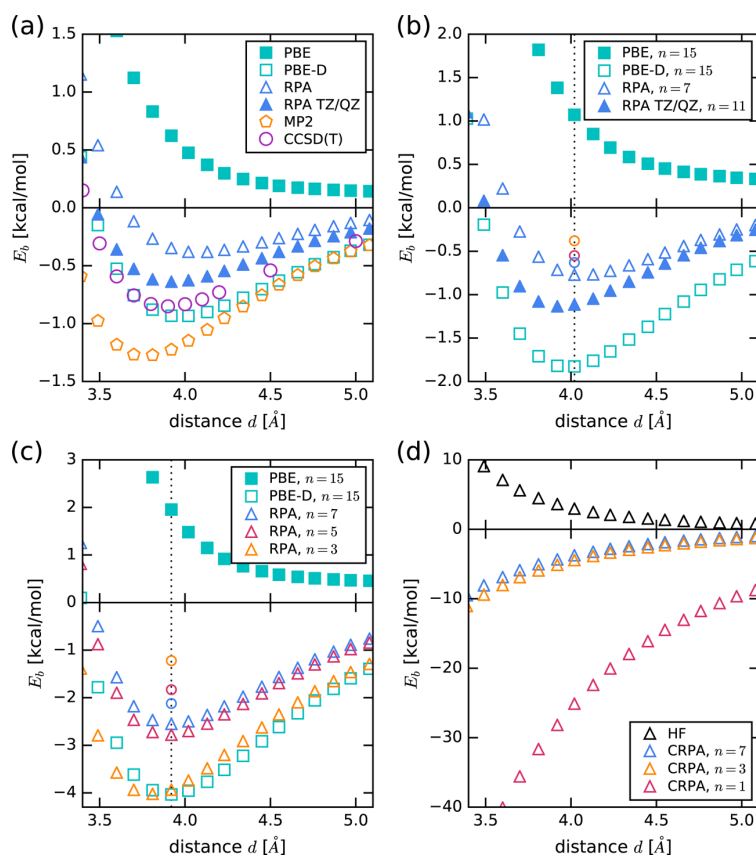 (a)
1.5
1.0
0.5
0.0
−0.5
−1.0
−1.5
E_b [kcal/mol]
PBE
PBE-D
RPA
RPA TZ/QZ
MP2
CCSD(T)
3.5 4.0 4.5 5.0
distance d [Å]
(b)
2.0
1.5
1.0
0.5
0.0
−0.5
−1.0
−1.5
−2.0
E_b [kcal/mol]
PBE, n = 15
PBE-D, n = 15
RPA, n = 7
RPA TZ/QZ, n = 11
3.5 4.0 4.5 5.0
distance d [Å]
(c)
3
2
1
0
−1
−2
−3
−4
E_b [kcal/mol]
PBE, n = 15
PBE-D, n = 15
RPA, n = 7
RPA, n = 5
RPA, n = 3
3.5 4.0 4.5 5.0
distance d [Å]
(d)
10
0
−10
−20
−30
−40
E_b [kcal/mol]
HF
CRPA, n = 7
CRPA, n = 3
CRPA, n = 1
3.5 4.0 4.5 5.0
distance d [Å]